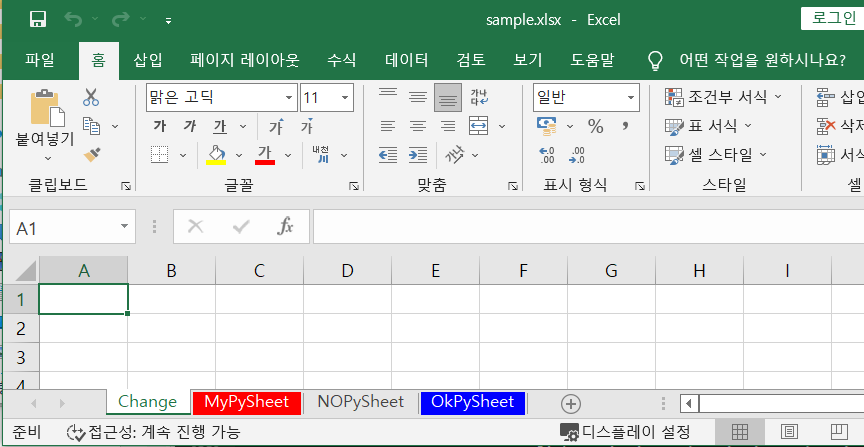 sample.xlsx - Excel
로그인
파일 홈 삽입 페이지 레이아웃 수식 데이터 검토 보기 도움말 어떤 작업을 원하시나요?
붙여넣기
클립보드
맑은 고딕 11
가 가 가 가 가
가 내천 川
글꼴
가나 다
맞춤
일반
% ,
.00 .00
표시 형식
조건부 서식
표 서식
셀 스타일
스타일
삽입
삭제
서식
셀
A1 fx
A B C D E F G H I
1
2
3
4
Change MyPySheet NOPySheet OkPySheet
준비 접근성: 계속 진행 가능 디스플레이 설정